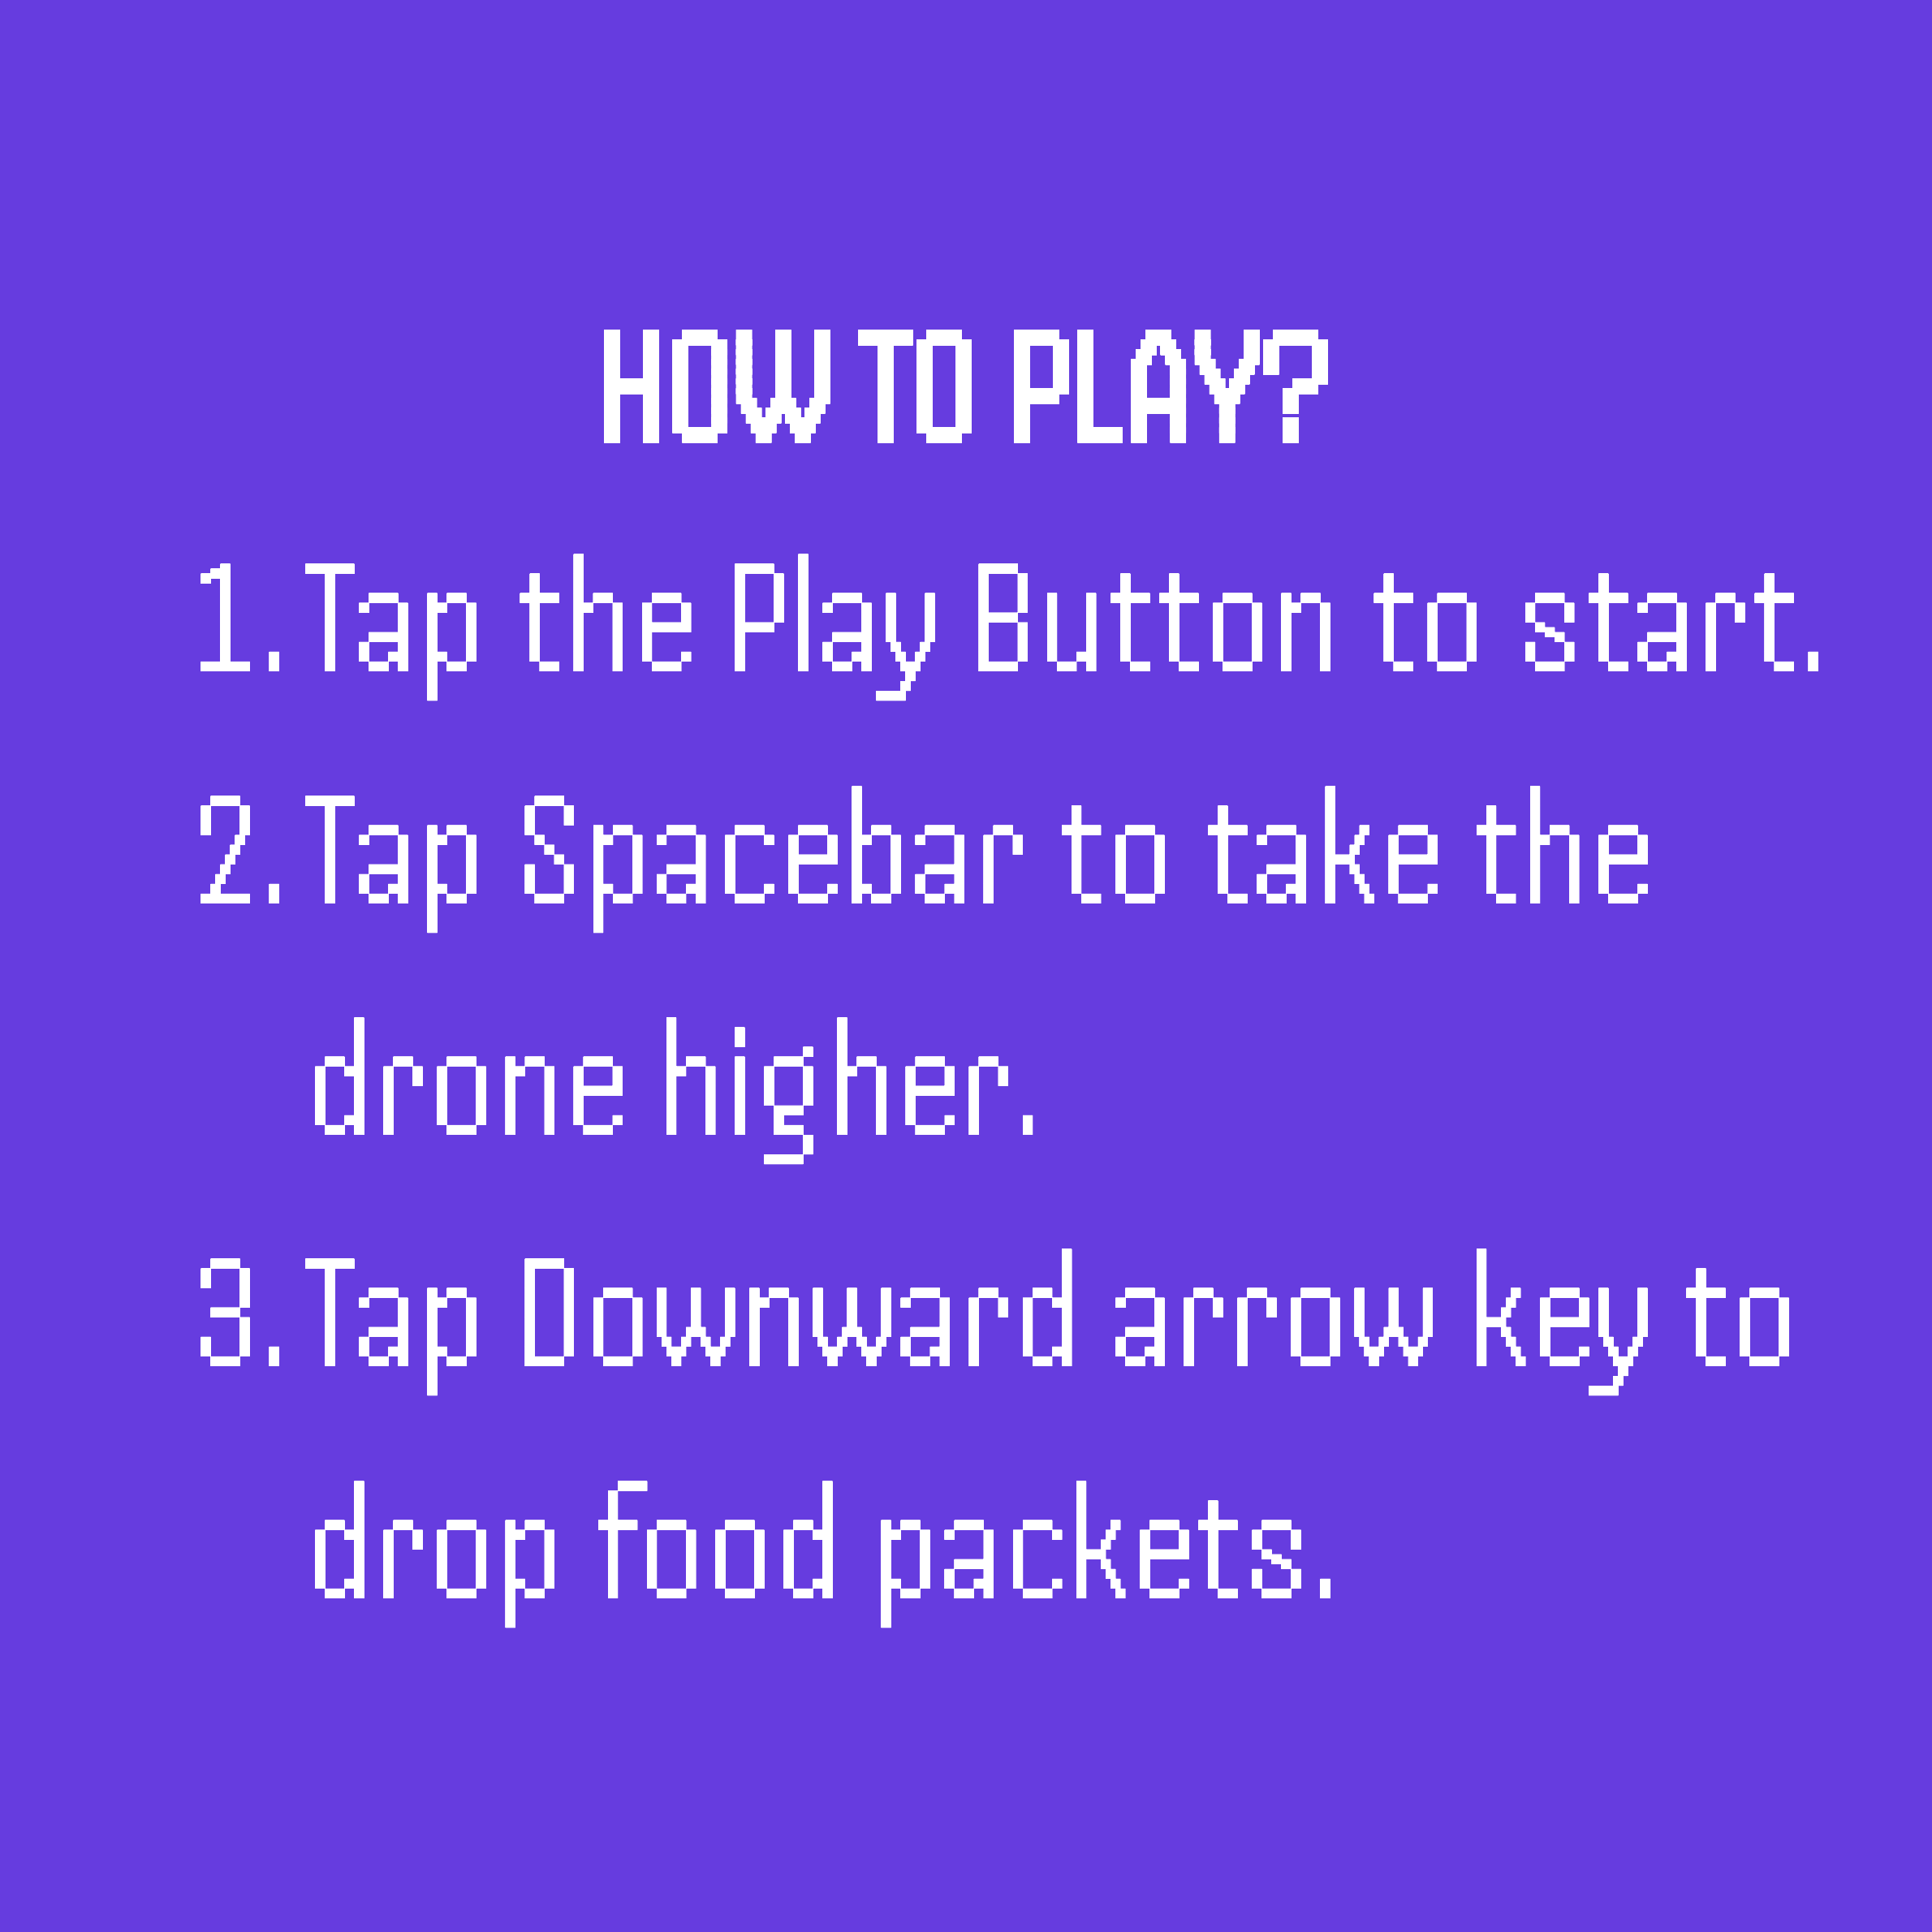 HOW TO PLAY?
1. Tap the Play Button to start.
2. Tap Spacebar to take the
drone higher.
3. Tap Downward arrow key to
drop food packets.